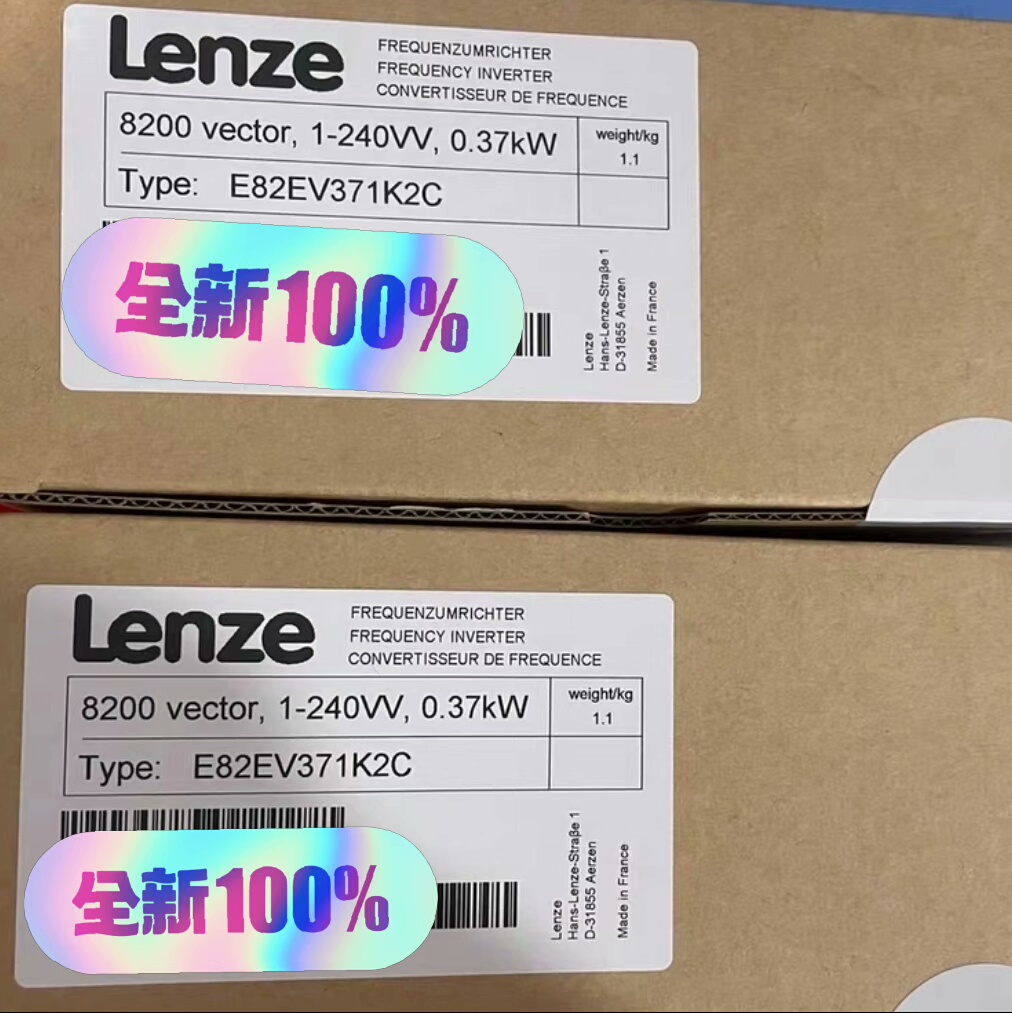 Lenze
FREQUENZUMRICHTER
FREQUENCY INVERTER
CONVERTISSEUR DE FREQUENCE
8200 vector, 1-240VV, 0.37kW
weight/kg
1.1
Type: E82EV371K2C
全新100%
Lenze
Hans-Lenze-Straße 1
D-31855 Aerzen
Made in France
Lenze
FREQUENZUMRICHTER
FREQUENCY INVERTER
CONVERTISSEUR DE FREQUENCE
8200 vector, 1-240VV, 0.37kW
weight/kg
1.1
Type: E82EV371K2C
全新100%
Lenze
Hans-Lenze-Straße 1
D-31855 Aerzen
Made in France